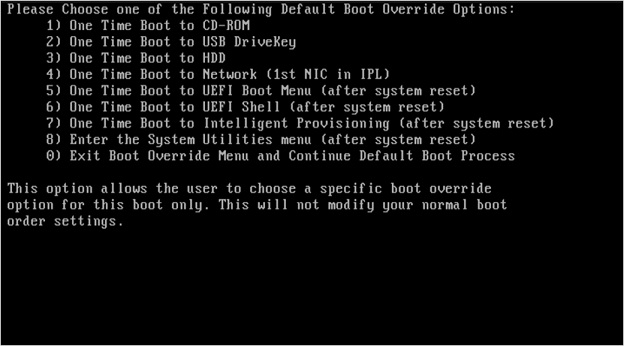 Please Choose one of the Following Default Boot Override Options:
1) One Time Boot to CD-ROM
2) One Time Boot to USB DriveKey
3) One Time Boot to HDD
4) One Time Boot to Network (1st NIC in IPL)
5) One Time Boot to UEFI Boot Menu (after system reset)
6) One Time Boot to UEFI Shell (after system reset)
7) One Time Boot to Intelligent Provisioning (after system reset)
8) Enter the System Utilities menu (after system reset)
0) Exit Boot Override Menu and Continue Default Boot Process
This option allows the user to choose a specific boot override
option for this boot only. This will not modify your normal boot
order settings.